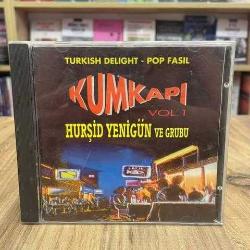 TURKISH DELIGHT - POP FASIL
KUMKAPI
VOL.1
HURŞİD YENİGÜN VE GRUBU